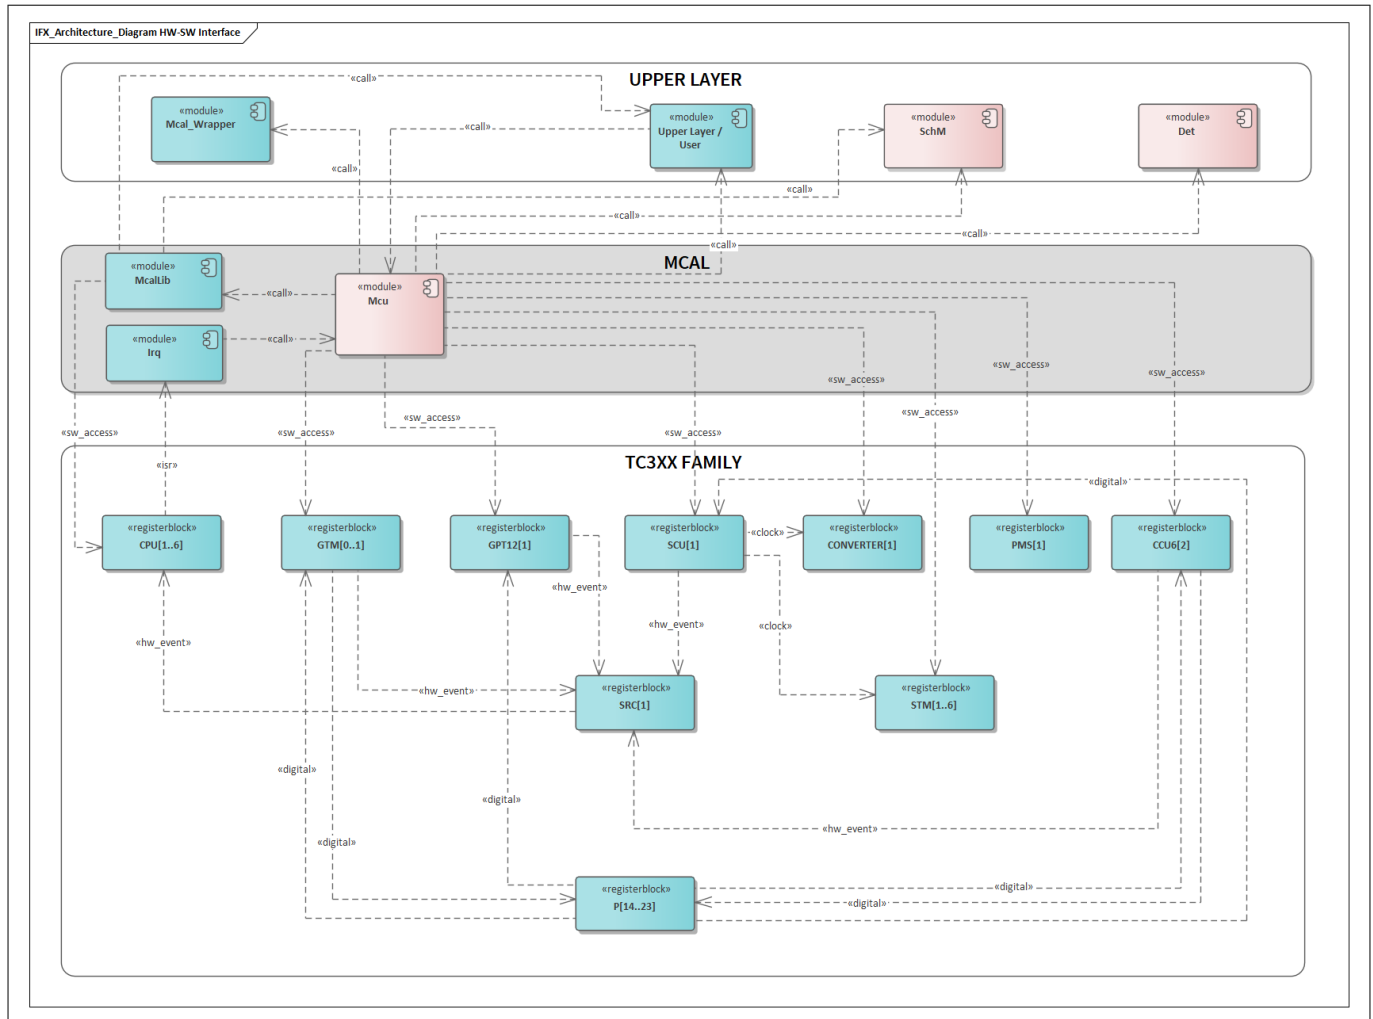 IFX_Architecture_Diagram HW-SW Interface
UPPER LAYER
«call»
«module»
Mcal_Wrapper
«call»
«module»
Upper Layer /
User
«module»
SchM
«module»
Det
«call»
«call»
«call»
«call»
«call»
MCAL
«module»
McalLib
«call»
«module»
Mcu
«module»
Irq
«call»
«sw_access»
«sw_access»
«sw_access»
«sw_access»
«sw_access»
«sw_access»
«sw_access»
«isr»
TC3XX FAMILY
«digital»
«registerblock»
CPU[1..6]
«registerblock»
GTM[0..1]
«registerblock»
GPT12[1]
«registerblock»
SCU[1]
«clock»
«registerblock»
CONVERTER[1]
«registerblock»
PMS[1]
«registerblock»
CCU6[2]
«hw_event»
«hw_event»
«clock»
«hw_event»
«hw_event»
«registerblock»
SRC[1]
«registerblock»
STM[1..6]
«digital»
«digital»
«hw_event»
«digital»
«registerblock»
P[14..23]
«digital»
«digital»